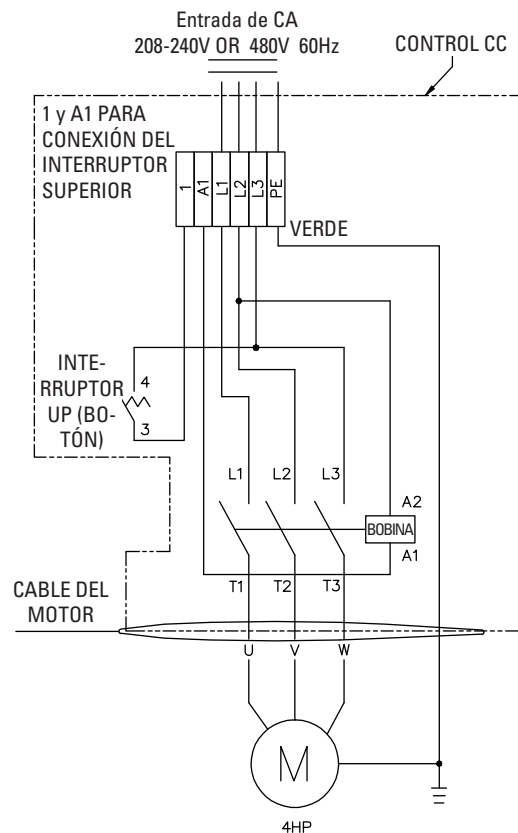 Entrada de CA
208-240V OR 480V 60Hz
CONTROL CC
1 y A1 PARA
CONEXIÓN DEL
INTERRUPTOR
SUPERIOR
1
A1
L1
L2
L3
PE
VERDE
INTE-
RRUPTOR
UP (BO-
TÓN)
4
3
L1
L2
L3
A2
BOBINA
A1
T1
T2
T3
CABLE DEL
MOTOR
U
V
W
M
4HP